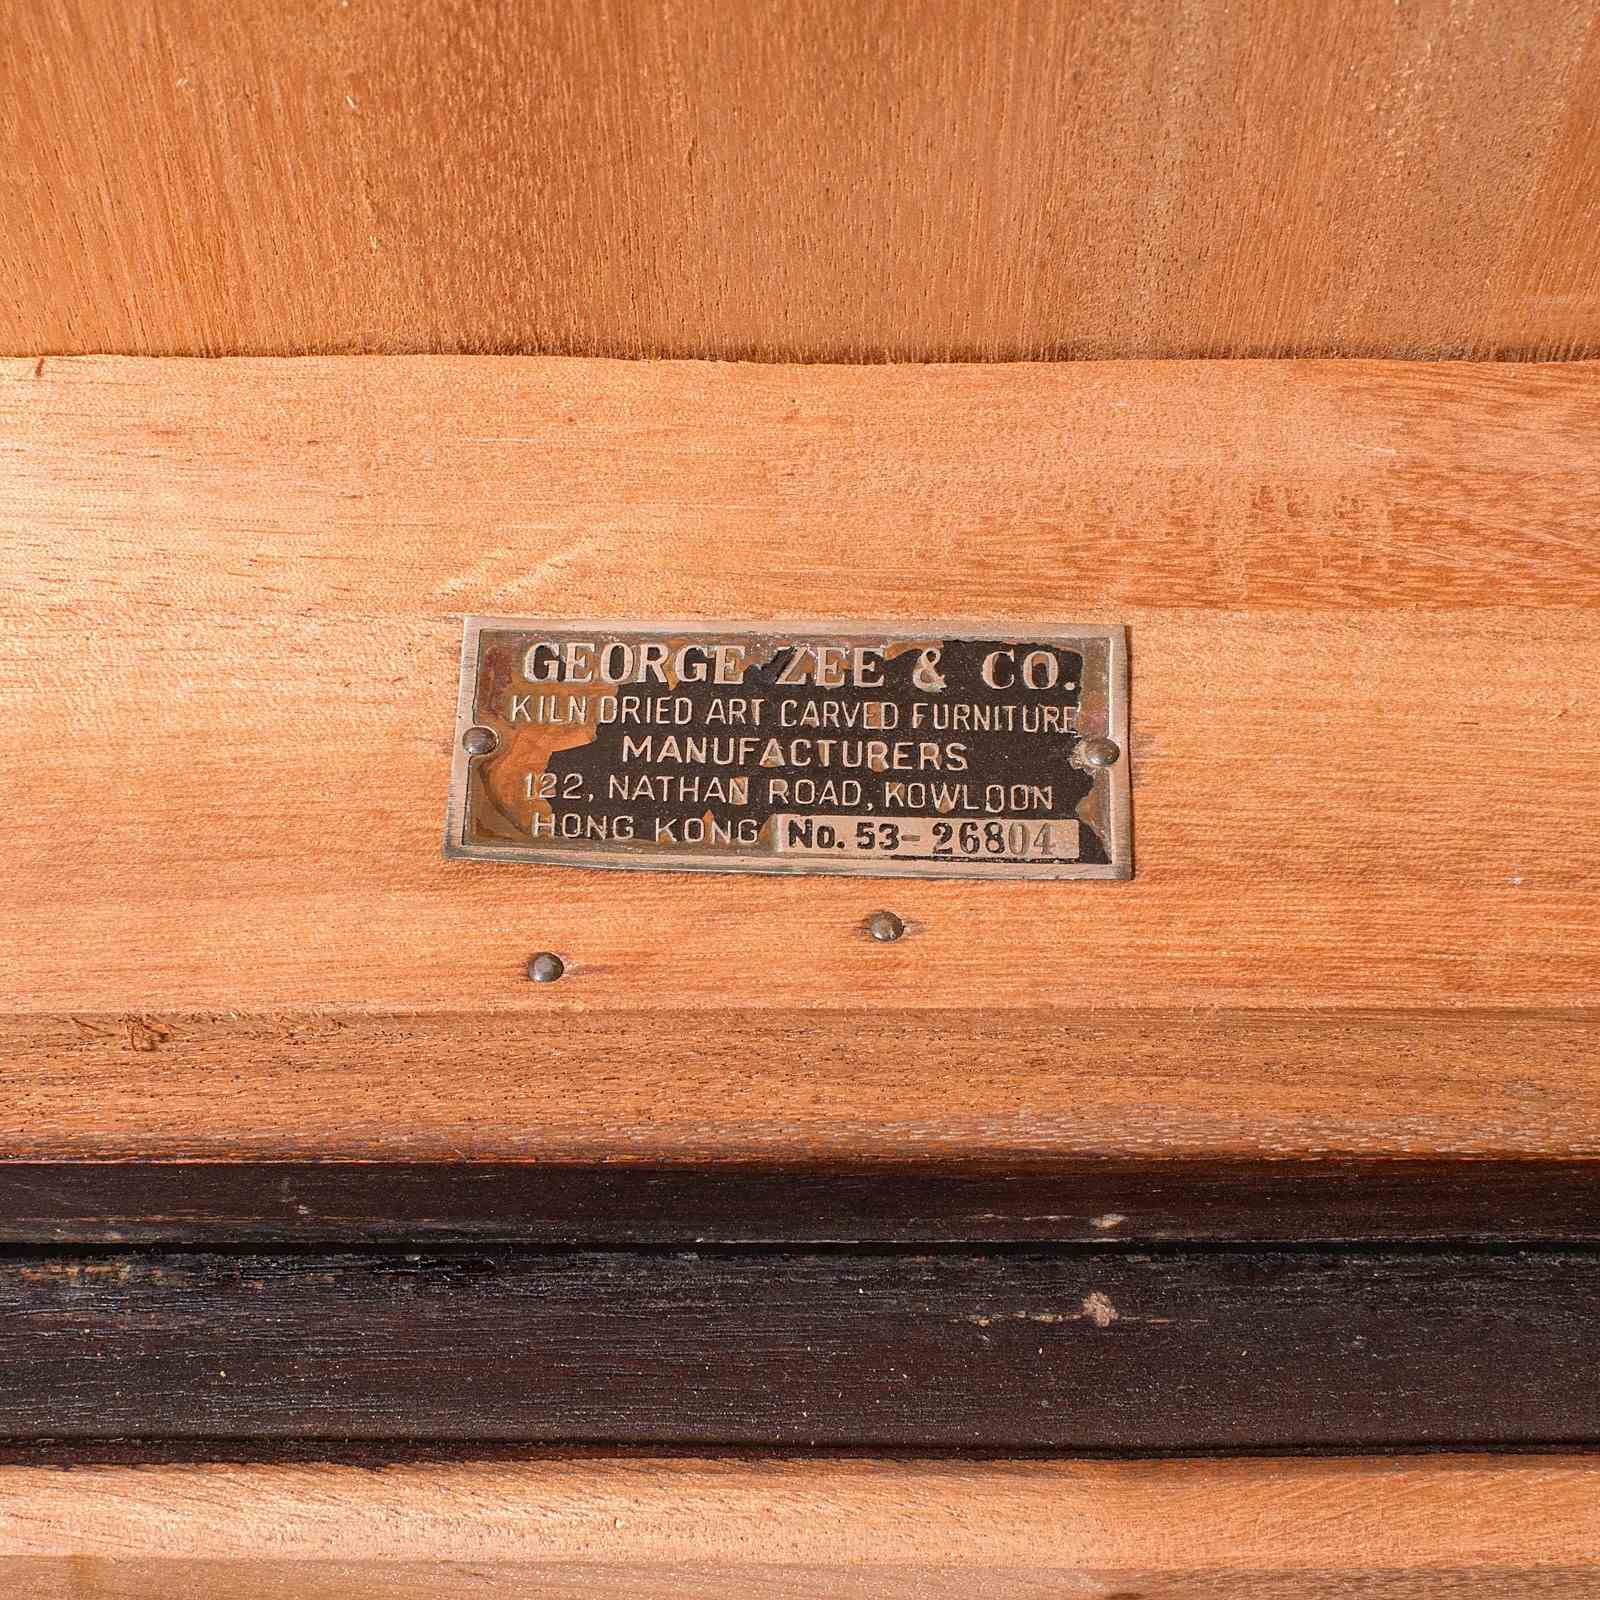 GEORGE ZEE & CO.
KILN DRIED ART CARVED FURNITURE
MANUFACTURERS
122, NATHAN ROAD, KOWLOON
HONG KONG No. 53-26804